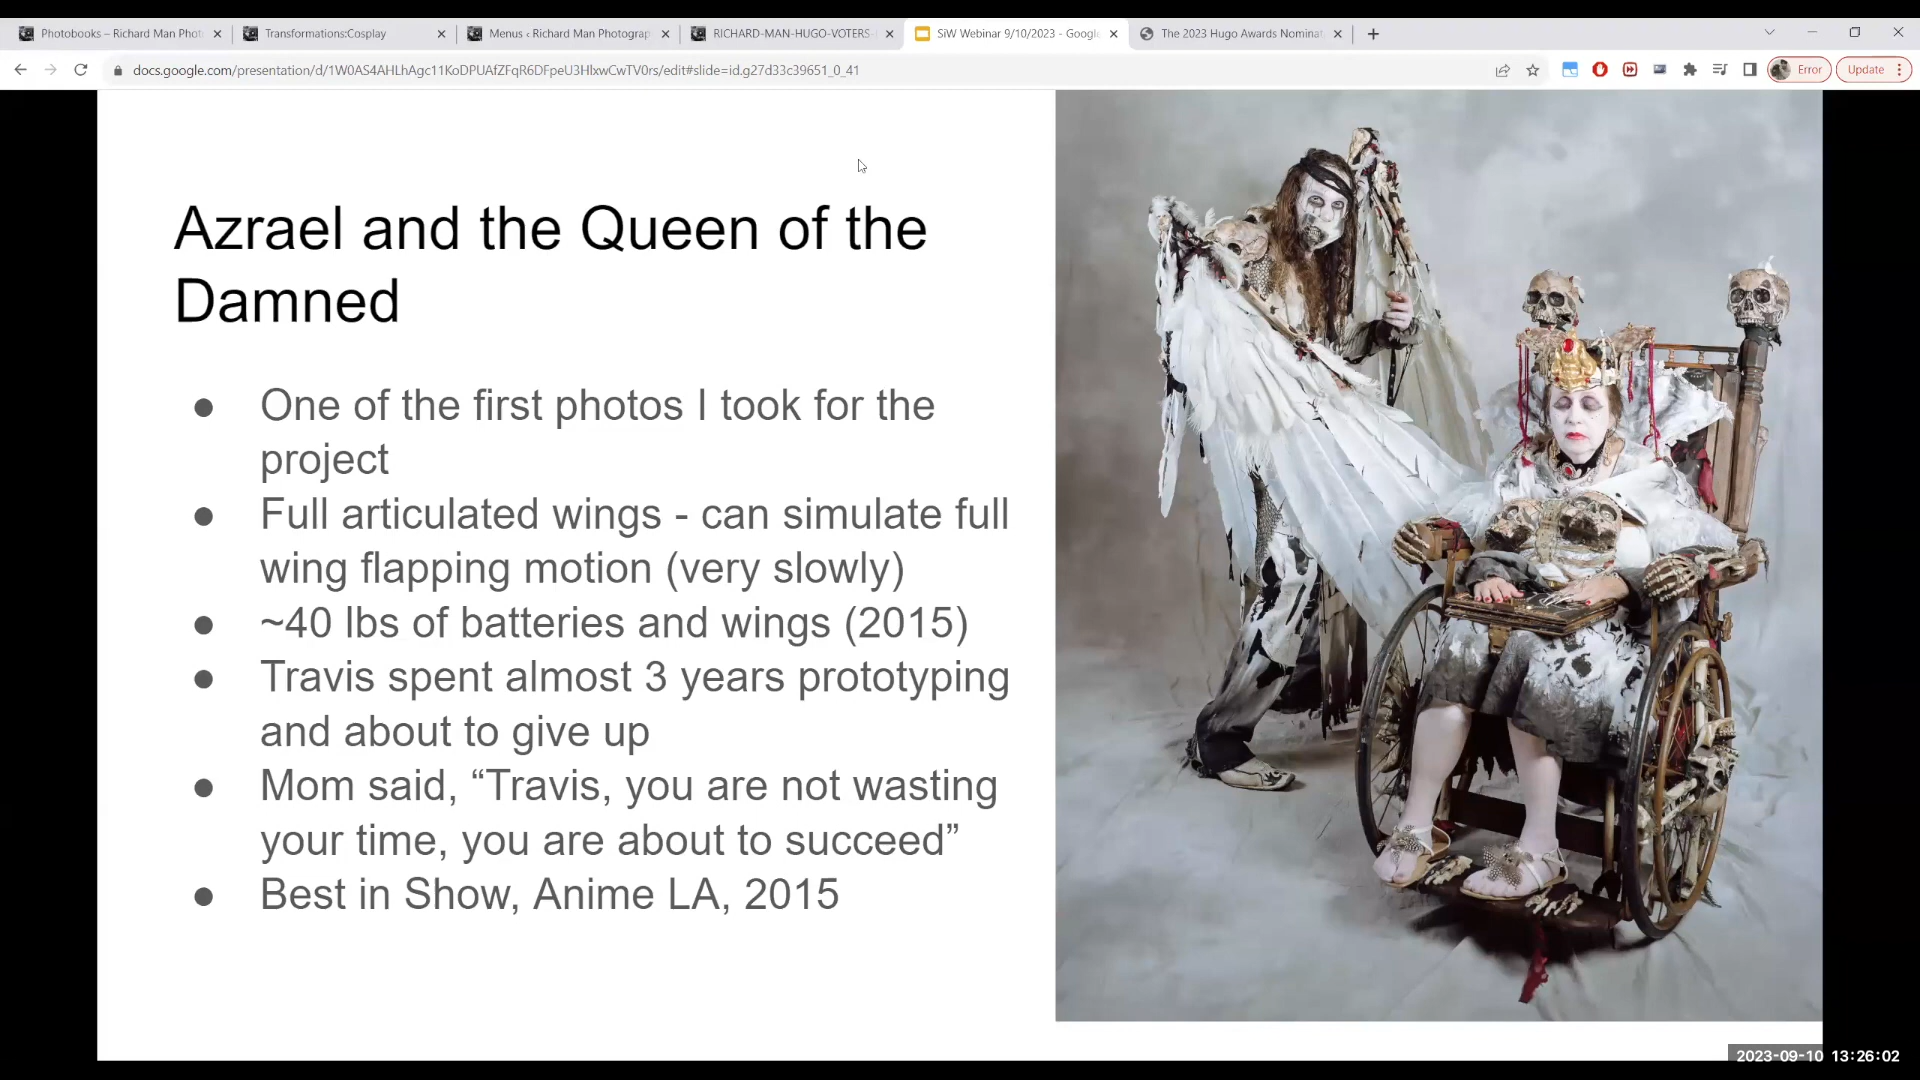 Photobooks – Richard Man Phot
Transformations:Cosplay
Menus ‹ Richard Man Photograp
RICHARD-MAN-HUGO-VOTERS-
SiW Webinar 9/10/2023 - Google
The 2023 Hugo Awards Nominat
docs.google.com/presentation/d/1W0AS4AHLhAgc11KoDPUAfZFqR6DFpeU3HlxwCwTV0rs/edit#slide=id.g27d33c39651_0_41
Error
Update
Azrael and the Queen of the
Damned
● One of the first photos I took for the
project
● Full articulated wings - can simulate full
wing flapping motion (very slowly)
● ~40 lbs of batteries and wings (2015)
● Travis spent almost 3 years prototyping
and about to give up
● Mom said, “Travis, you are not wasting
your time, you are about to succeed”
● Best in Show, Anime LA, 2015
2023-09-10 13:26:02